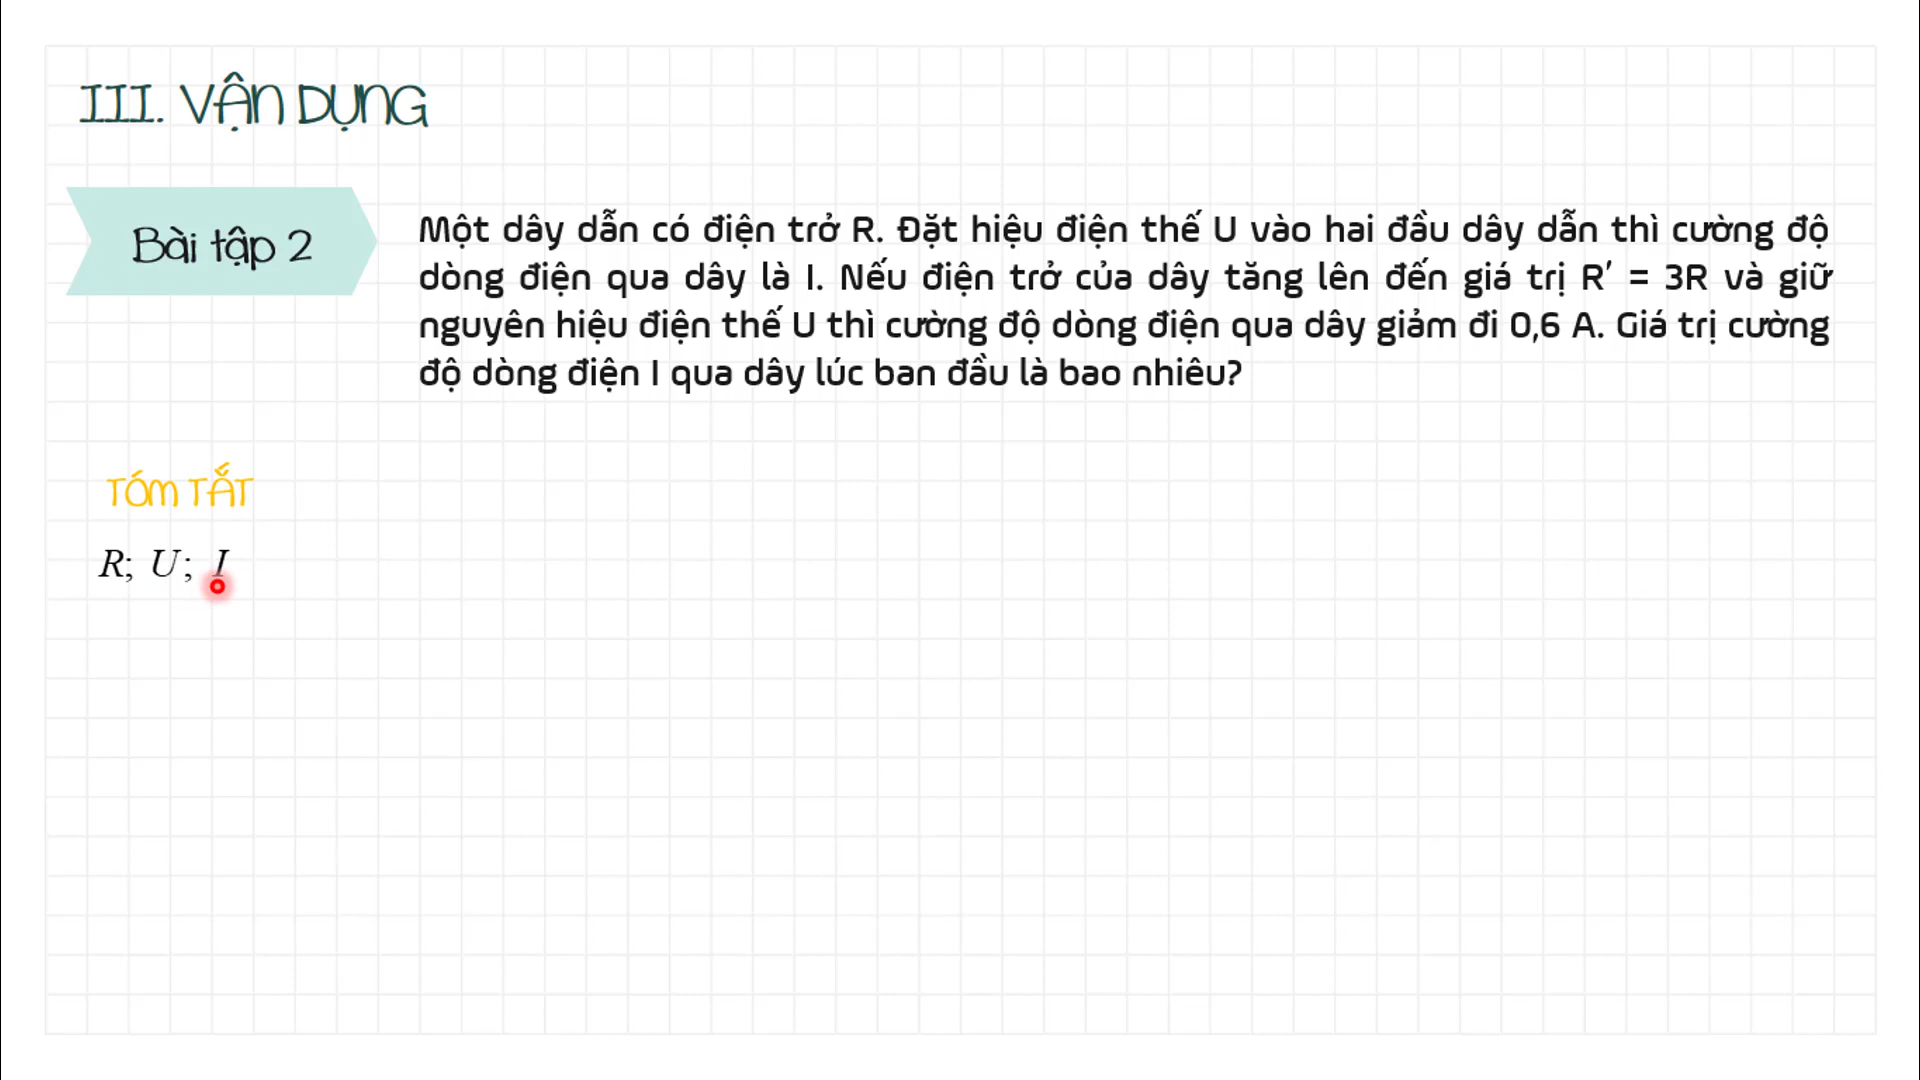 III. VẬN DỤNG
Bài tập 2
Một dây dẫn có điện trở R. Đặt hiệu điện thế U vào hai đầu dây dẫn thì cường độ
dòng điện qua dây là I. Nếu điện trở của dây tăng lên đến giá trị R′ = 3R và giữ
nguyên hiệu điện thế U thì cường độ dòng điện qua dây giảm đi 0,6 A. Giá trị cường
độ dòng điện I qua dây lúc ban đầu là bao nhiêu?
TÓM TẮT
R; U; I